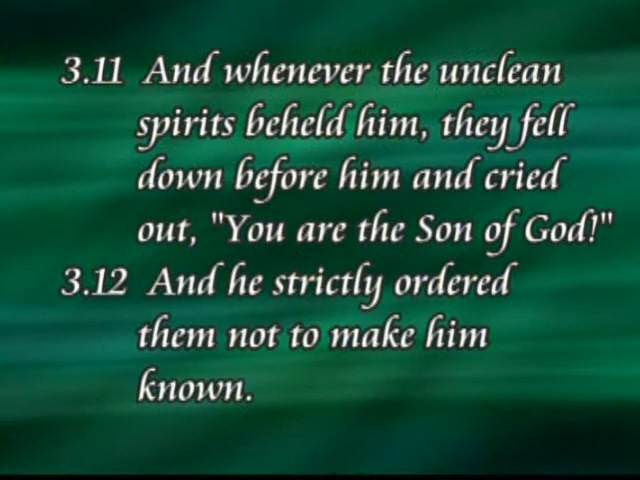 3.11 And whenever the unclean
spirits beheld him, they fell
down before him and cried
out, "You are the Son of God!"
3.12 And he strictly ordered
them not to make him
known.